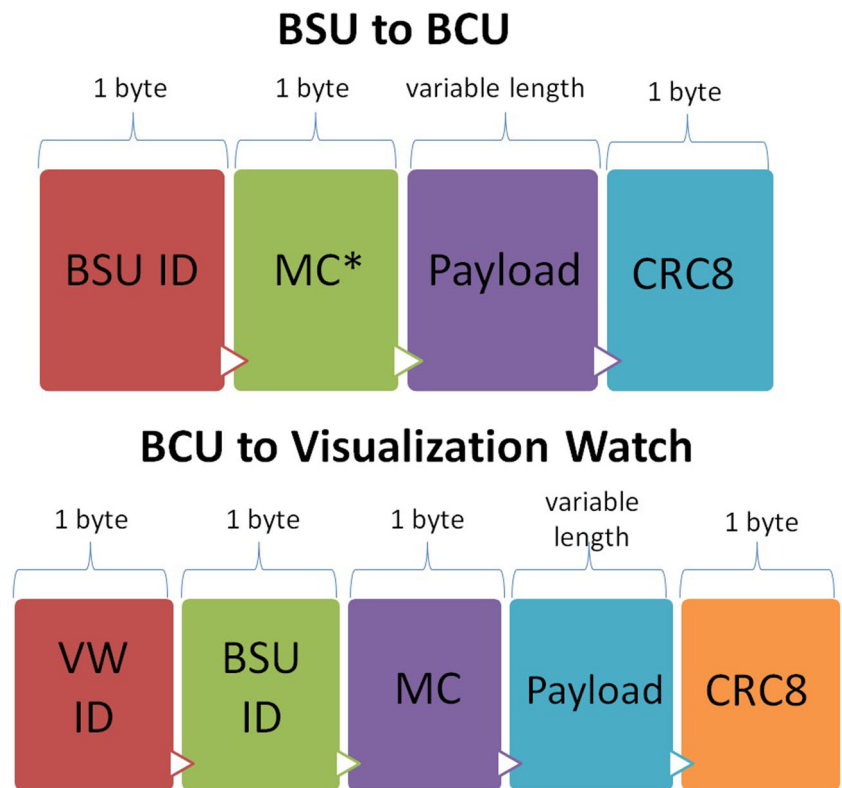 BSU to BCU
1 byte 1 byte variable length 1 byte
BSU ID MC* Payload CRC8
BCU to Visualization Watch
1 byte 1 byte 1 byte variable length 1 byte
VW ID BSU ID MC Payload CRC8